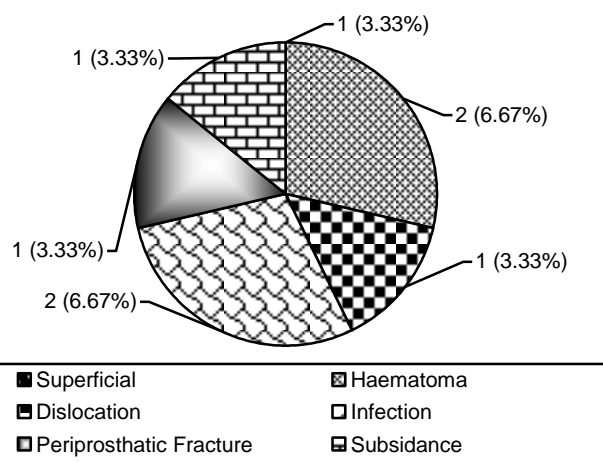 1 (3.33%)
1 (3.33%)
2 (6.67%)
1 (3.33%)
1 (3.33%)
2 (6.67%)
Superficial Haematoma
Dislocation Infection
Periprosthatic Fracture Subsidance